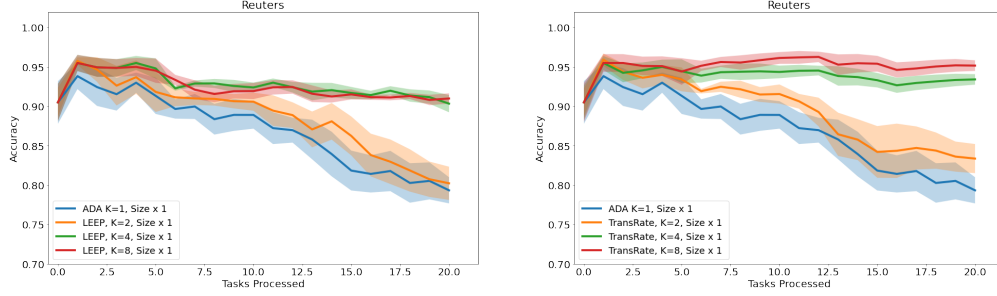 Reuters
1.00
0.95
0.90
0.85
0.80
0.75
0.70
Accuracy
ADA K=1, Size x 1
LEEP, K=2, Size x 1
LEEP, K=4, Size x 1
LEEP, K=8, Size x 1
0.0 2.5 5.0 7.5 10.0 12.5 15.0 17.5 20.0
Tasks Processed
Reuters
1.00
0.95
0.90
0.85
0.80
0.75
0.70
Accuracy
ADA K=1, Size x 1
TransRate, K=2, Size x 1
TransRate, K=4, Size x 1
TransRate, K=8, Size x 1
0.0 2.5 5.0 7.5 10.0 12.5 15.0 17.5 20.0
Tasks Processed